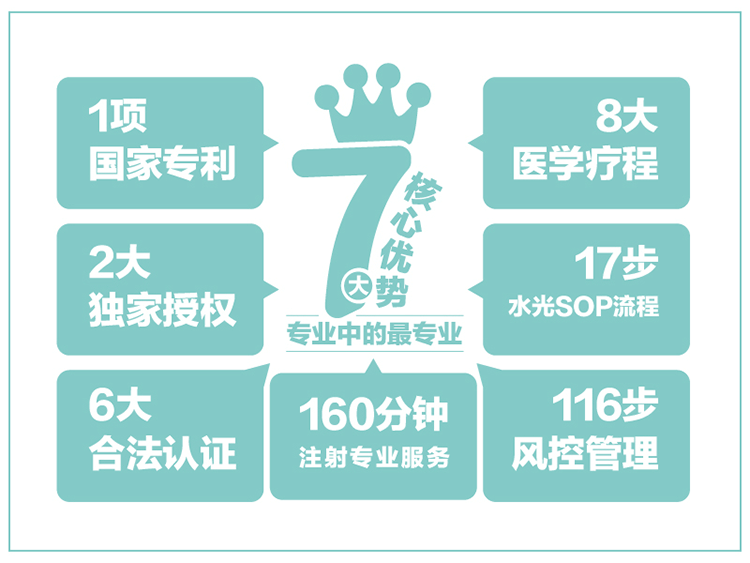 1项
国家专利
2大
独家授权
6大
合法认证
7大
核心优势
专业中的最专业
160分钟
注射专业服务
8大
医学疗程
17步
水光SOP流程
116步
风控管理